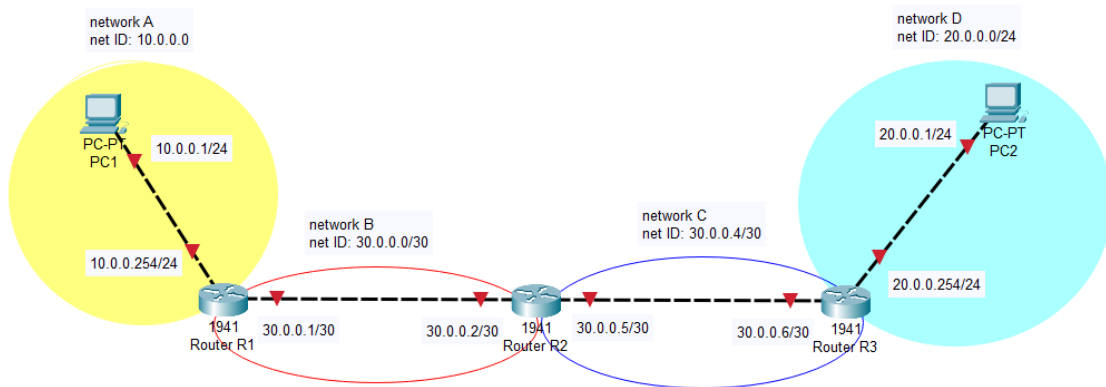 network A
net ID: 10.0.0.0
network D
net ID: 20.0.0.0/24
PC-PT
PC1
10.0.0.1/24
20.0.0.1/24
PC-PT
PC2
network B
net ID: 30.0.0.0/30
network C
net ID: 30.0.0.4/30
10.0.0.254/24
20.0.0.254/24
1941
Router R1
30.0.0.1/30
30.0.0.2/30
1941
Router R2
30.0.0.5/30
30.0.0.6/30
1941
Router R3